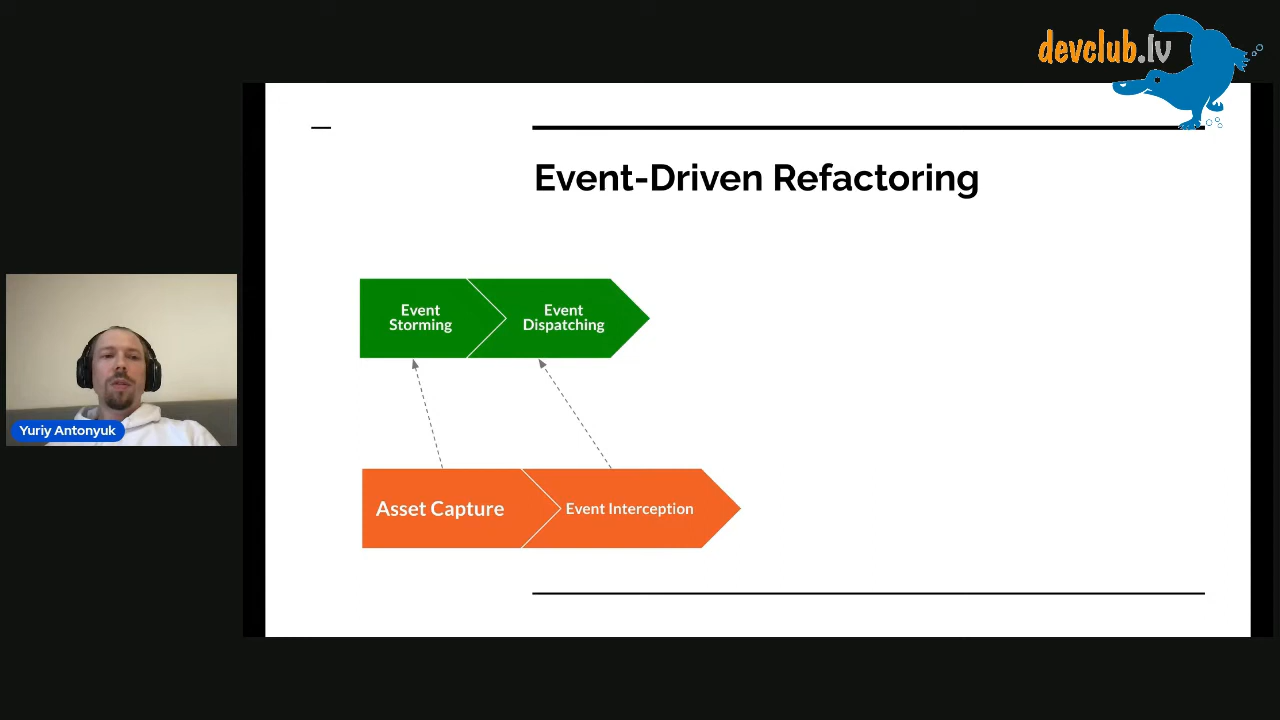 devclub.lv
Event-Driven Refactoring
Event
Storming
Event
Dispatching
Yuriy Antonyuk
Asset Capture
Event Interception